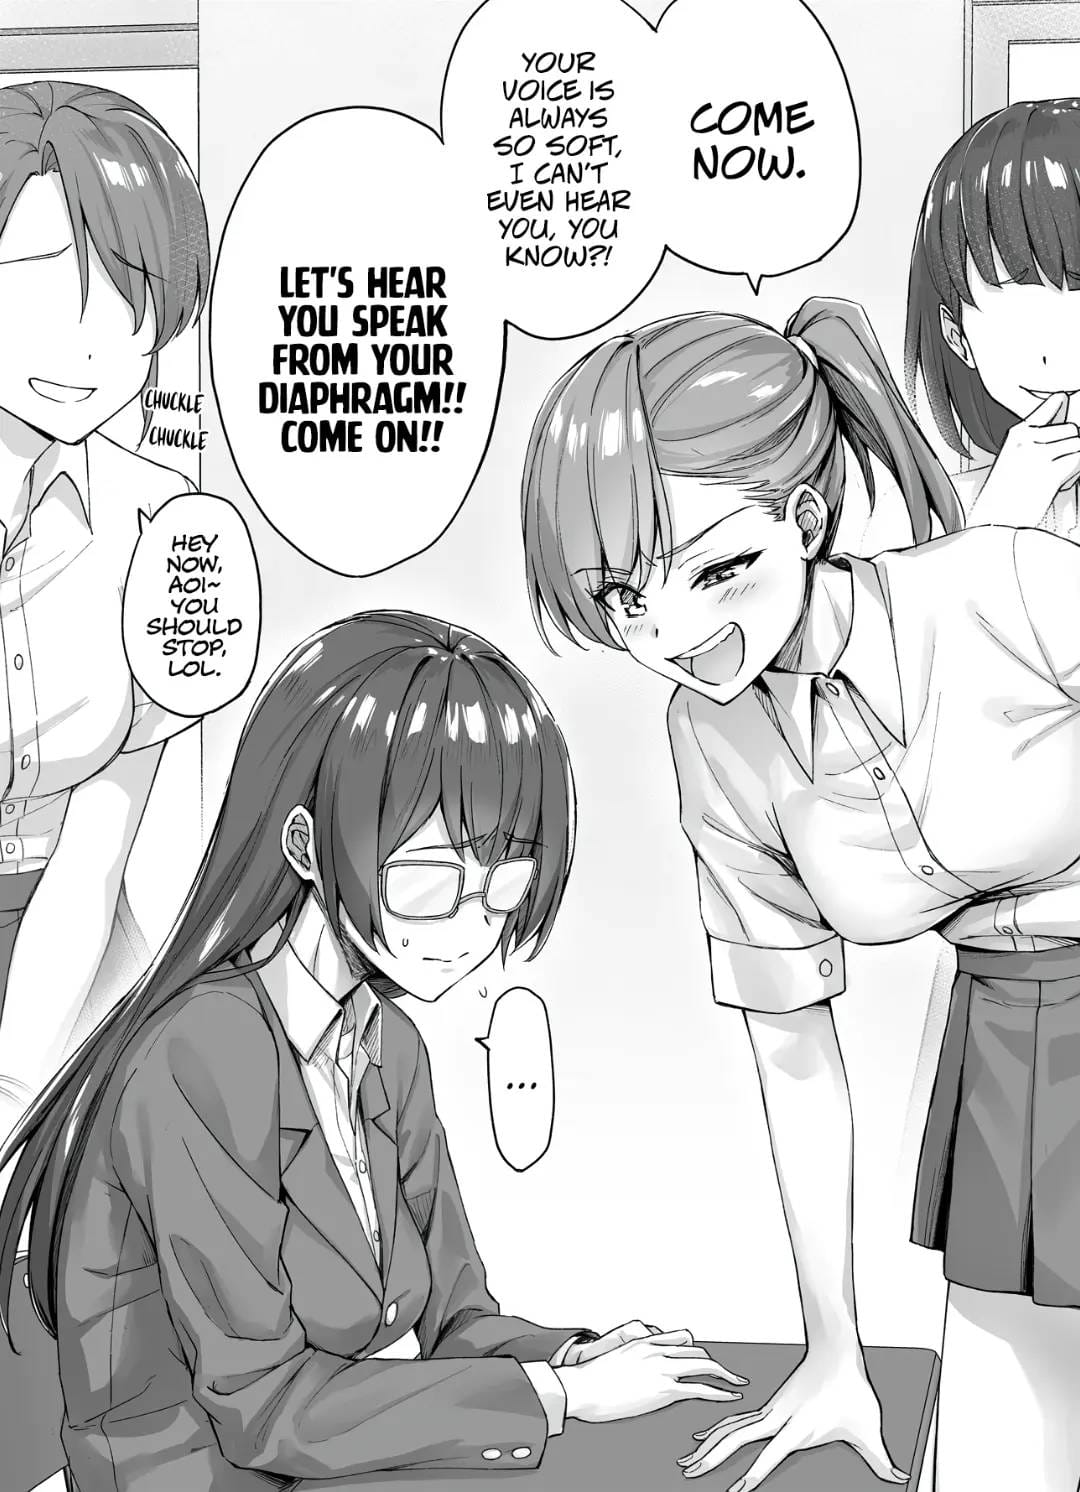 COME
NOW.
YOUR
VOICE IS
ALWAYS
SO SOFT,
I CAN'T
EVEN HEAR
YOU, YOU
KNOW?!
LET'S HEAR
YOU SPEAK
FROM YOUR
DIAPHRAGM!!
COME ON!!
CHUCKLE
CHUCKLE
HEY
NOW,
AOI~
YOU
SHOULD
STOP,
LOL.
...